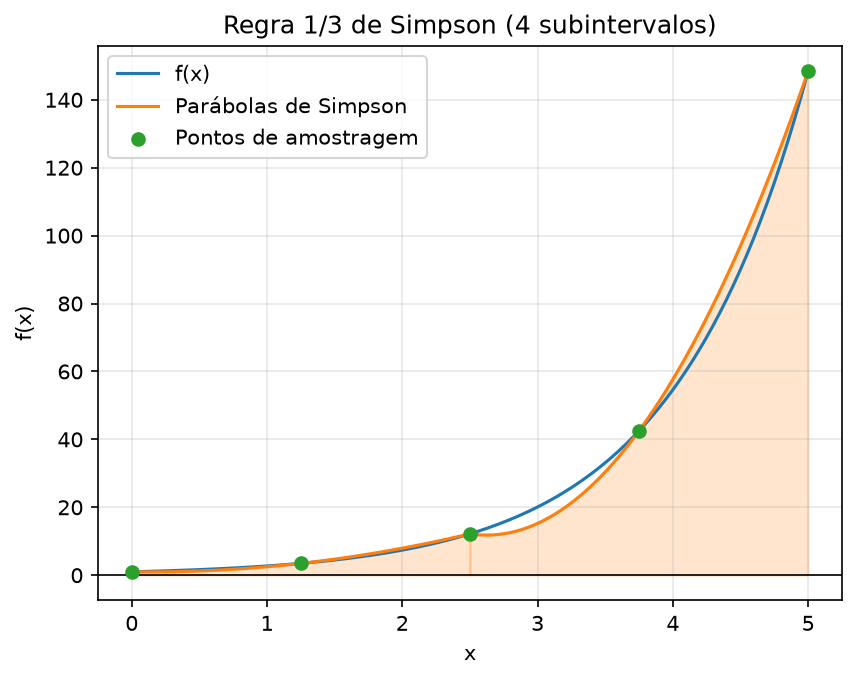 Regra 1/3 de Simpson (4 subintervalos)
f(x)
Parábolas de Simpson
Pontos de amostragem
140
120
100
80
60
40
20
0
f(x)
0 1 2 3 4 5
x